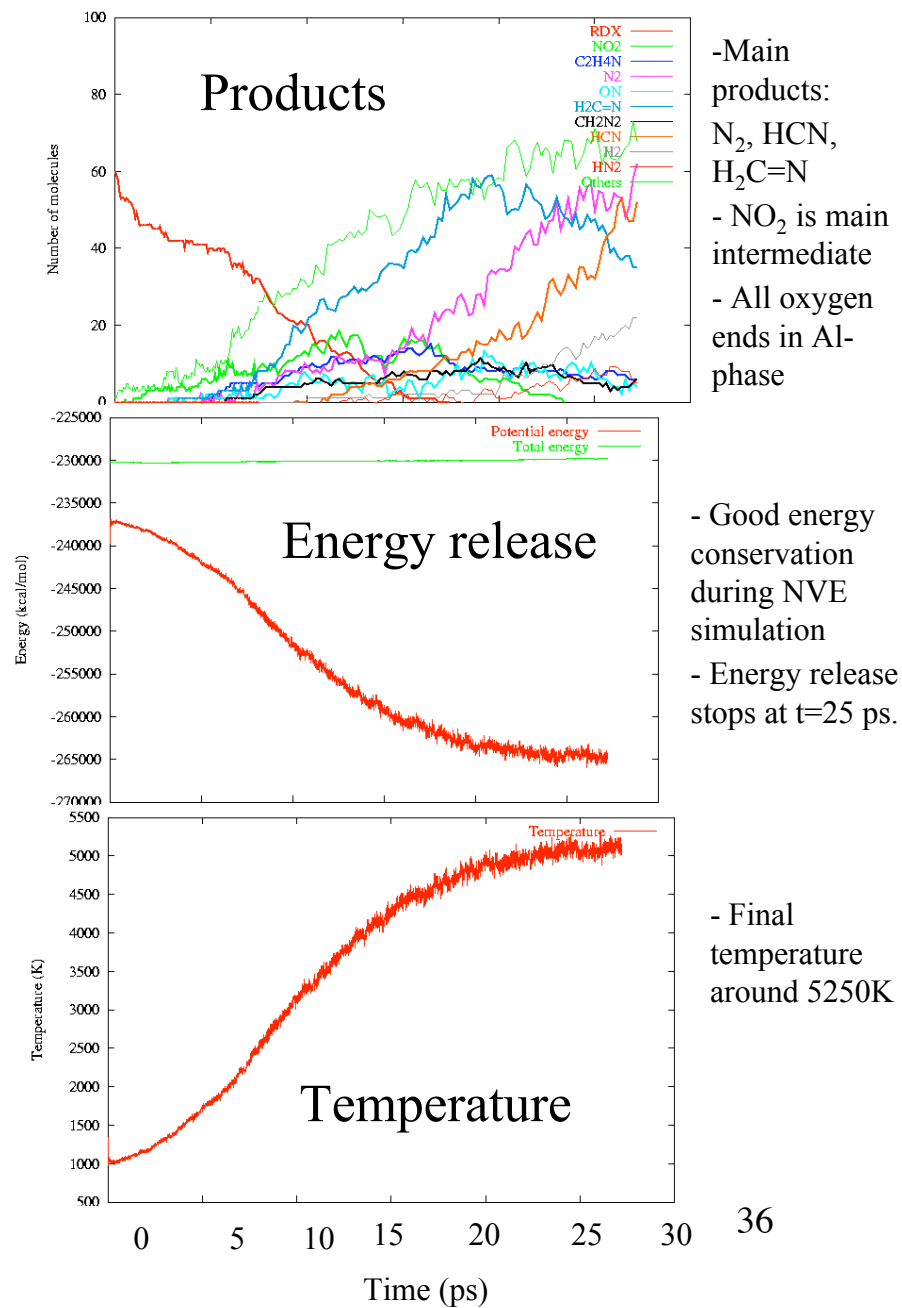 100
80
60
40
20
0
Number of molecules
Products
RDX
NO2
C2H4N
N2
ON
H2C=N
CH2N2
HCN
H2
HN2
Others
-Main
products:
N₂, HCN,
H₂C=N
- NO₂ is main
intermediate
- All oxygen
ends in Al-
phase
-225000
-230000
-235000
-240000
-245000
-250000
-255000
-260000
-265000
-270000
Energy (kcal/mol)
Potential energy
Total energy
Energy release
- Good energy
conservation
during NVE
simulation
- Energy release
stops at t=25 ps.
5500
5000
4500
4000
3500
3000
2500
2000
1500
1000
500
Temperature (K)
Temperature
Temperature
- Final
temperature
around 5250K
0 5 10 15 20 25 30
Time (ps)
36